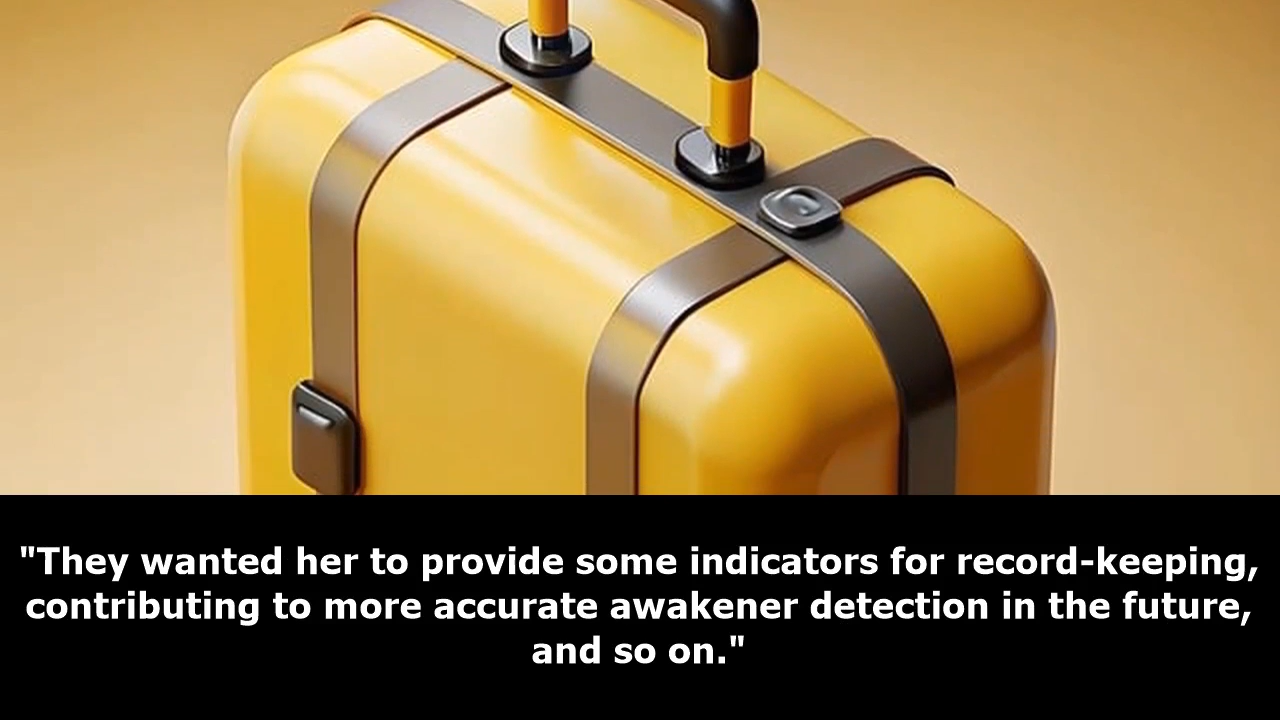 "They wanted her to provide some indicators for record-keeping,
contributing to more accurate awakener detection in the future,
and so on."